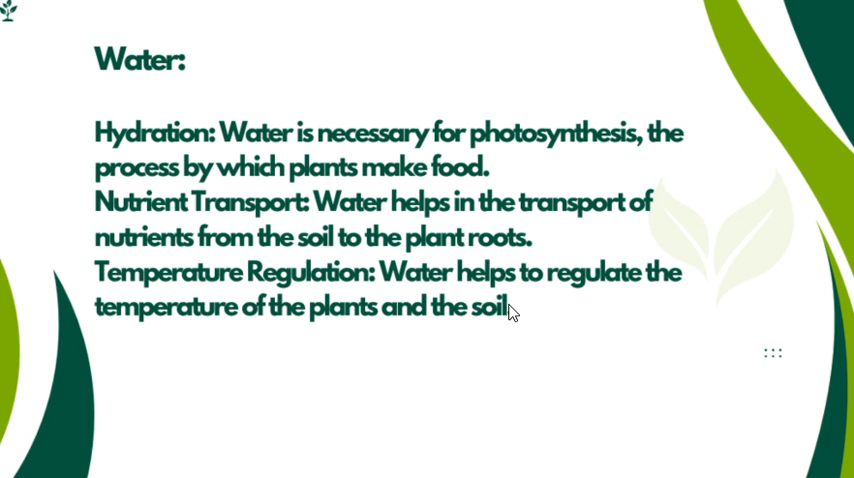 Water:
Hydration: Water is necessary for photosynthesis, the
process by which plants make food.
Nutrient Transport: Water helps in the transport of
nutrients from the soil to the plant roots.
Temperature Regulation: Water helps to regulate the
temperature of the plants and the soil.